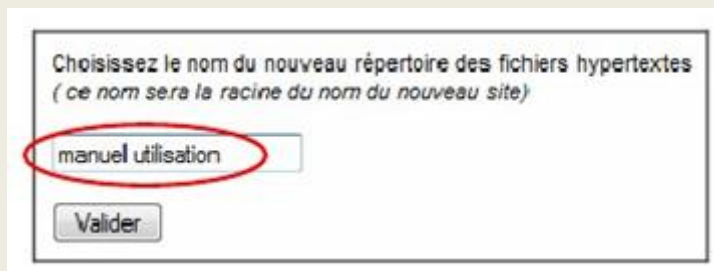 Choisissez le nom du nouveau répertoire des fichiers hypertextes
( ce nom sera la racine du nom du nouveau site)
manuel utilisation
Valider